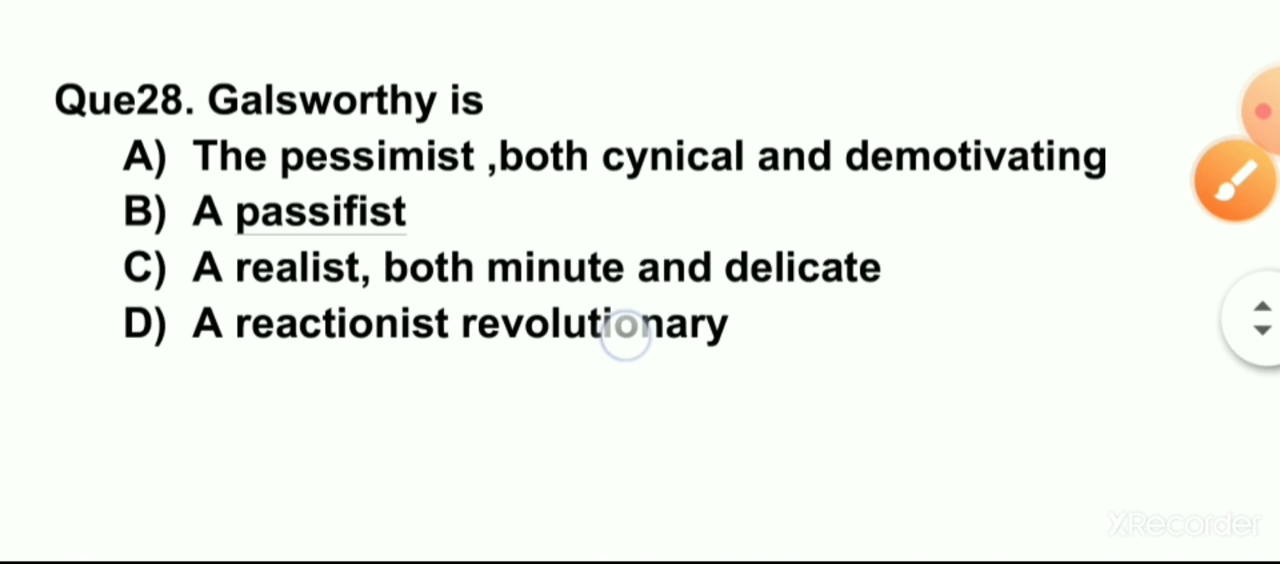 Que28. Galsworthy is
A) The pessimist ,both cynical and demotivating
B) A passifist
C) A realist, both minute and delicate
D) A reactionist revolutionary
XRecorder